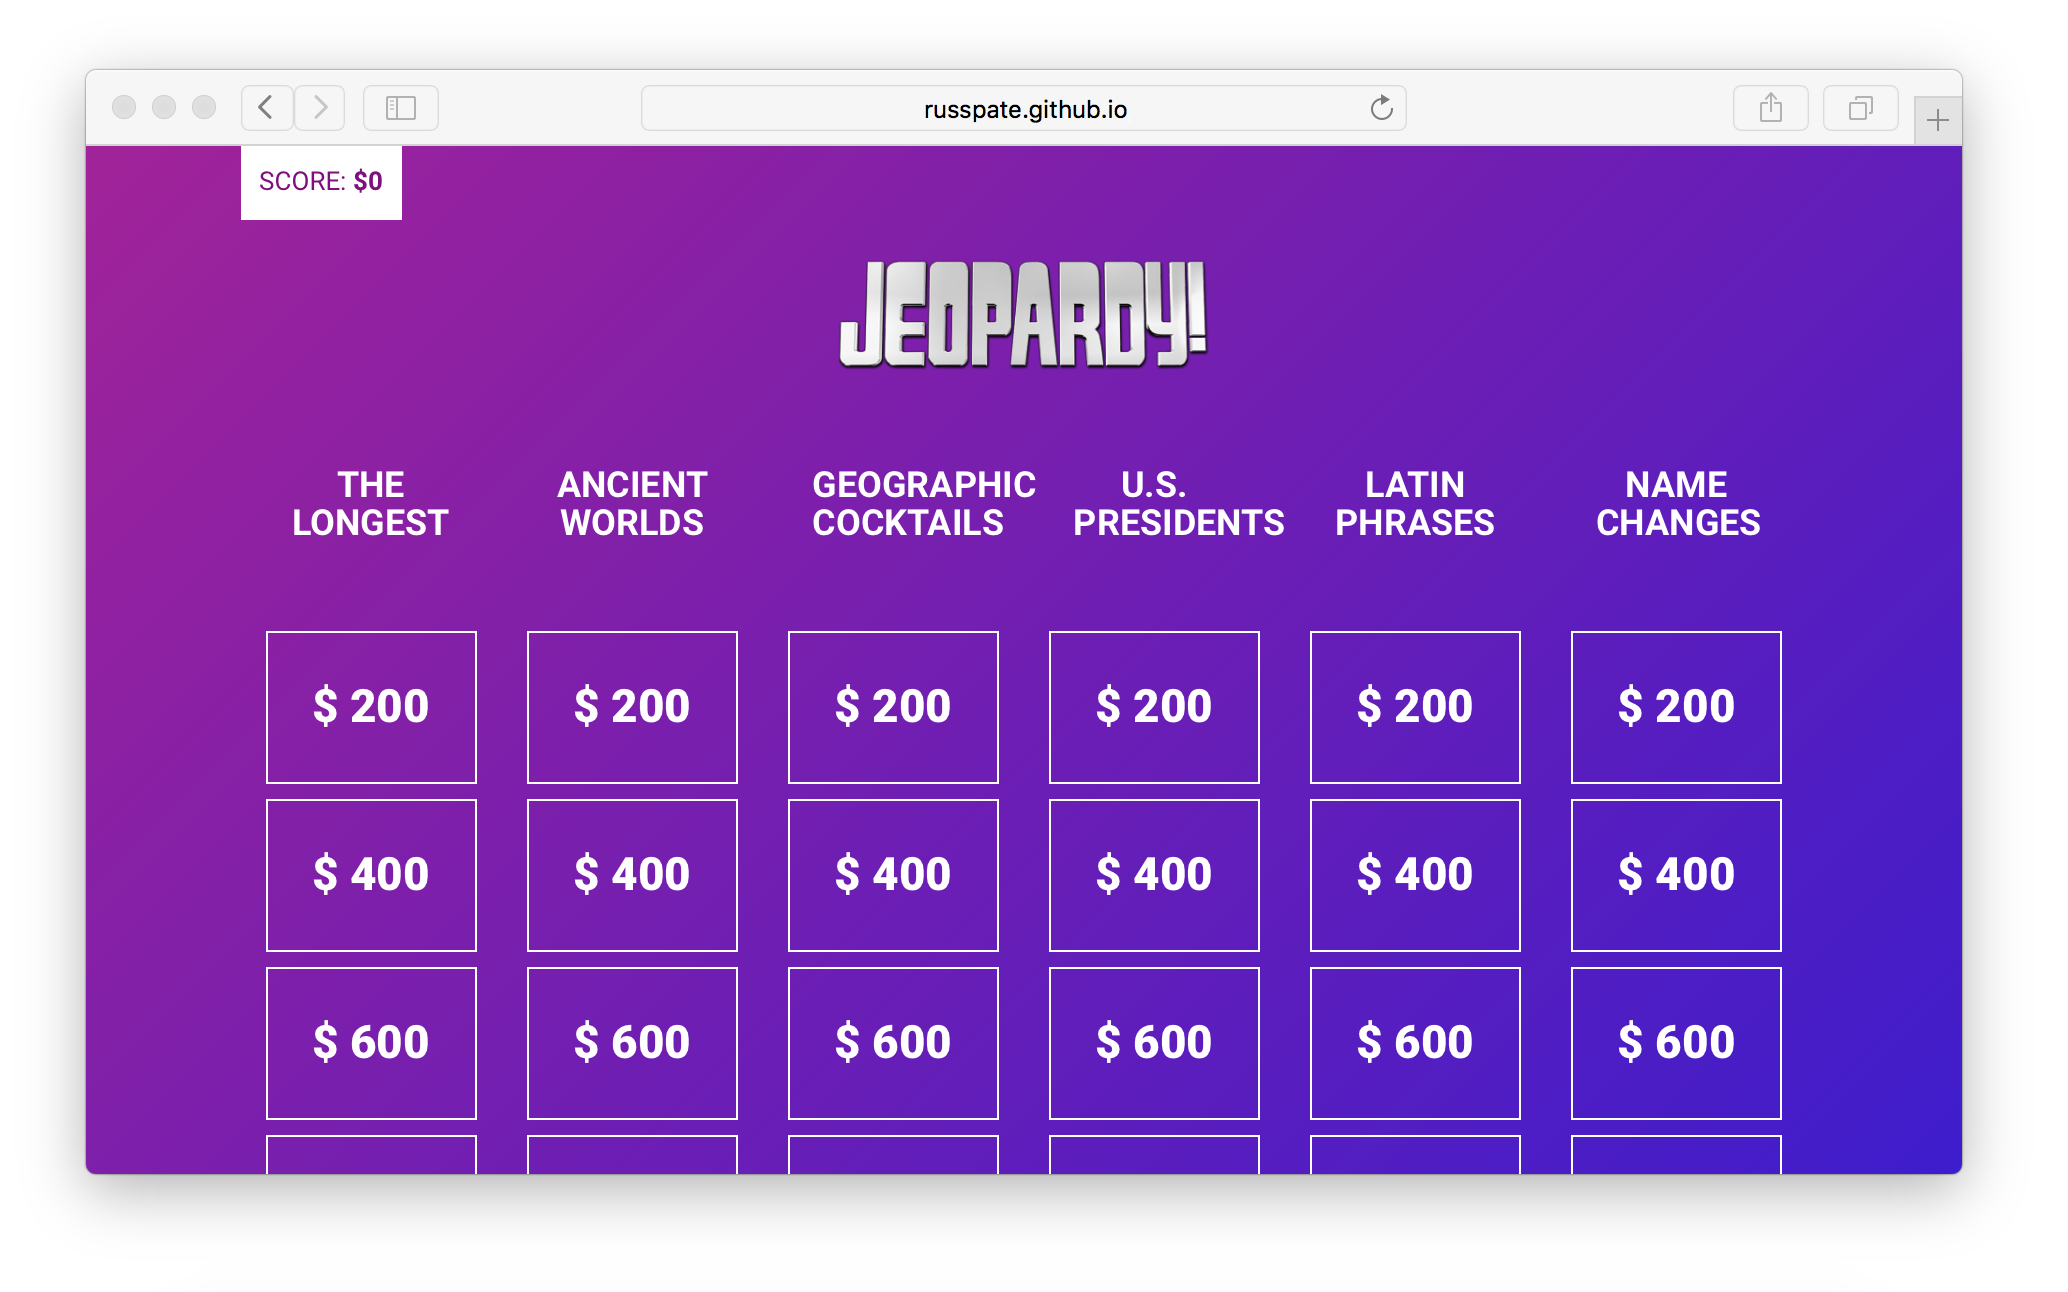 russpate.github.io
SCORE: $0
JEOPARDY!
THE LONGEST
ANCIENT WORLDS
GEOGRAPHIC COCKTAILS
U.S. PRESIDENTS
LATIN PHRASES
NAME CHANGES
$ 200 $ 200 $ 200 $ 200 $ 200 $ 200
$ 400 $ 400 $ 400 $ 400 $ 400 $ 400
$ 600 $ 600 $ 600 $ 600 $ 600 $ 600